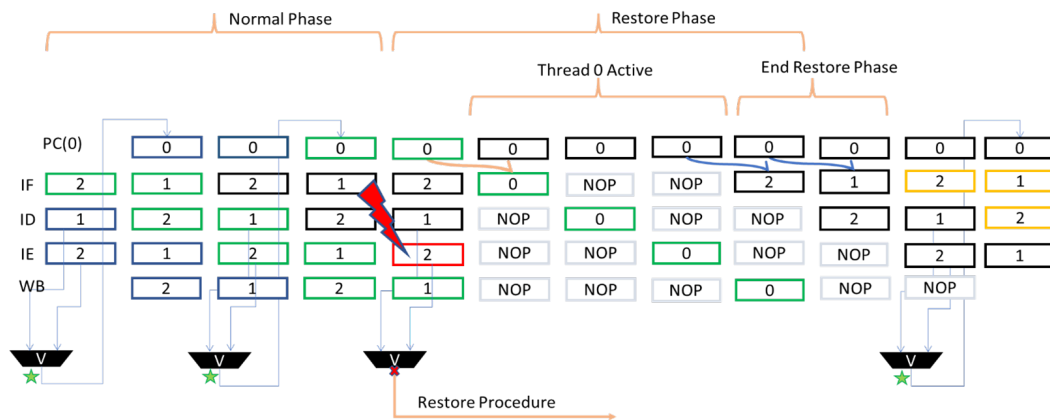 Normal Phase
Restore Phase
Thread 0 Active
End Restore Phase
PC(0) 0 0 0 0 0 0 0 0 0 0 0
IF 2 1 2 1 2 0 NOP NOP 2 1 2 1
ID 1 2 1 2 1 NOP 0 NOP NOP 2 1 2
IE 2 1 2 1 2 NOP NOP 0 NOP NOP 2 1
WB 2 1 2 1 NOP NOP NOP 0 NOP NOP
V V V V
Restore Procedure